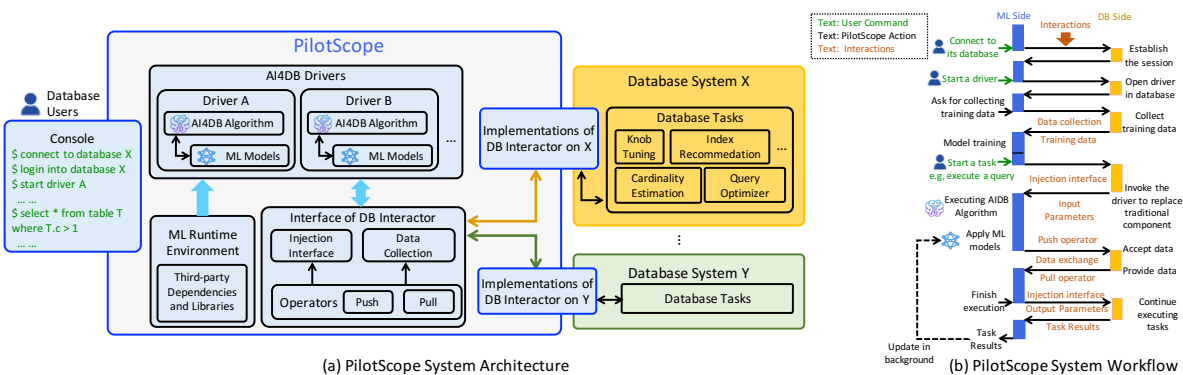 PilotScope
AI4DB Drivers
Driver A
AI4DB Algorithm
ML Models
Driver B
AI4DB Algorithm
ML Models
...
Database
Users
Console
$ connect to database X
$ login into database X
$ start driver A
... ...
$ select * from table T
where T.c > 1
... ...
ML Runtime
Environment
Third-party
Dependencies
and Libraries
Interface of DB Interactor
Injection
Interface
Data
Collection
Operators
Push
Pull
Implementations of
DB Interactor on X
Implementations of
DB Interactor on Y
Database System X
Database Tasks
Knob
Tuning
Index
Recommedation
...
Cardinality
Estimation
Query
Optimizer
...
Database System Y
Database Tasks
(a) PilotScope System Architecture
Text: User Command
Text: PilotScope Action
Text: Interactions
ML Side
DB Side
Interactions
Connect to
its database
Establish
the session
Start a driver
Open driver
in database
Ask for collecting
training data
Data collection
Collect
training data
Training data
Model training
Start a task
e.g, execute a query
Injection interface
Invoke the
driver to replace
traditional
component
Executing AIDB
Algorithm
Input
Parameters
Apply ML
models
Push operator
Accept data
Data exchange
Provide data
Pull operator
Finish
execution
Injection interface
Output Parameters
Continue
executing
tasks
Task Results
Task
Results
Update in
background
(b) PilotScope System Workflow